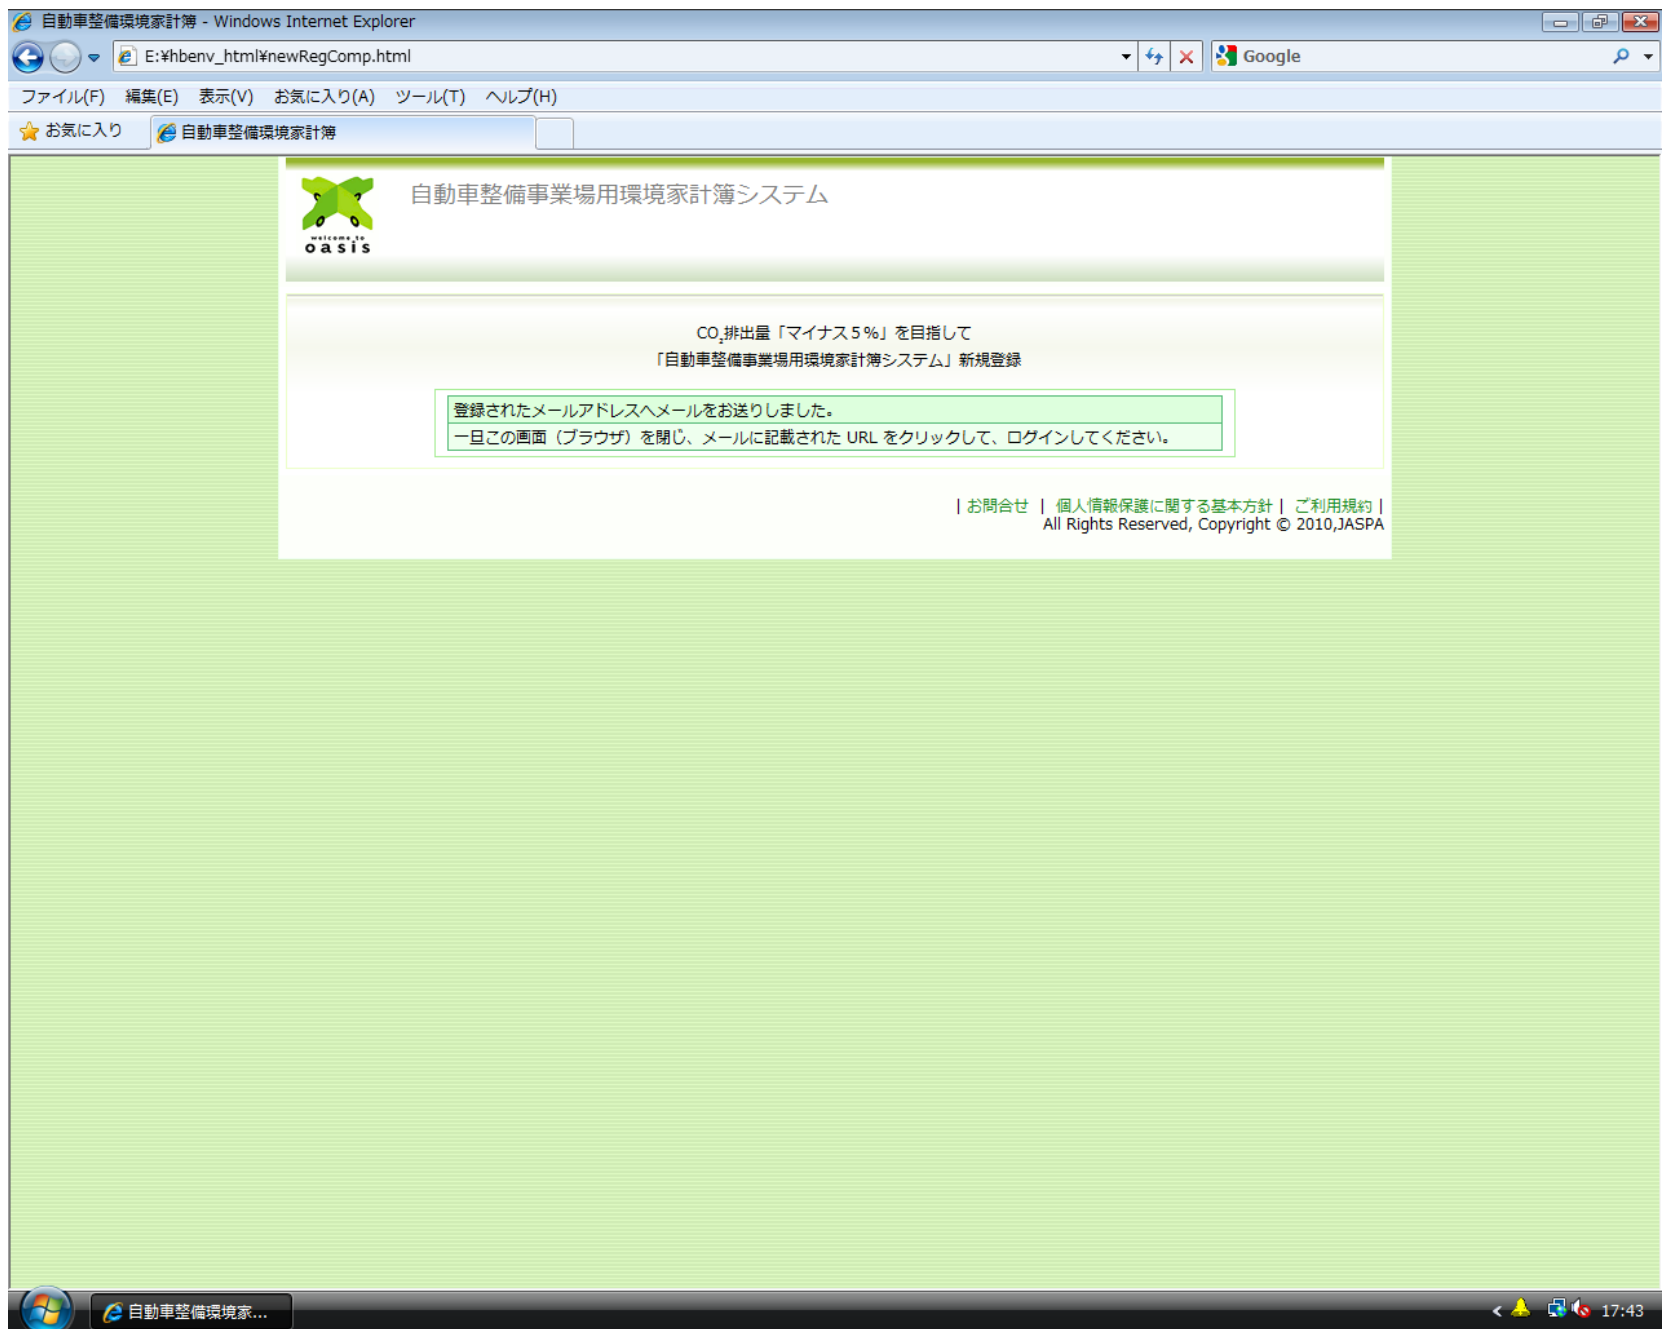 自動車整備環境家計簿 - Windows Internet Explorer
E:¥hbenv_html¥newRegComp.html
Google
ファイル(F) 編集(E) 表示(V) お気に入り(A) ツール(T) ヘルプ(H)
お気に入り 自動車整備環境家計簿
自動車整備事業場用環境家計簿システム
welcome to
oasis
CO₂排出量「マイナス５%」を目指して
「自動車整備事業場用環境家計簿システム」新規登録
登録されたメールアドレスへメールをお送りしました。
一旦この画面（ブラウザ）を閉じ、メールに記載された URL をクリックして、ログインしてください。
| お問合せ | 個人情報保護に関する基本方針 | ご利用規約 |
All Rights Reserved, Copyright © 2010,JASPA
自動車整備環境家...
17:43